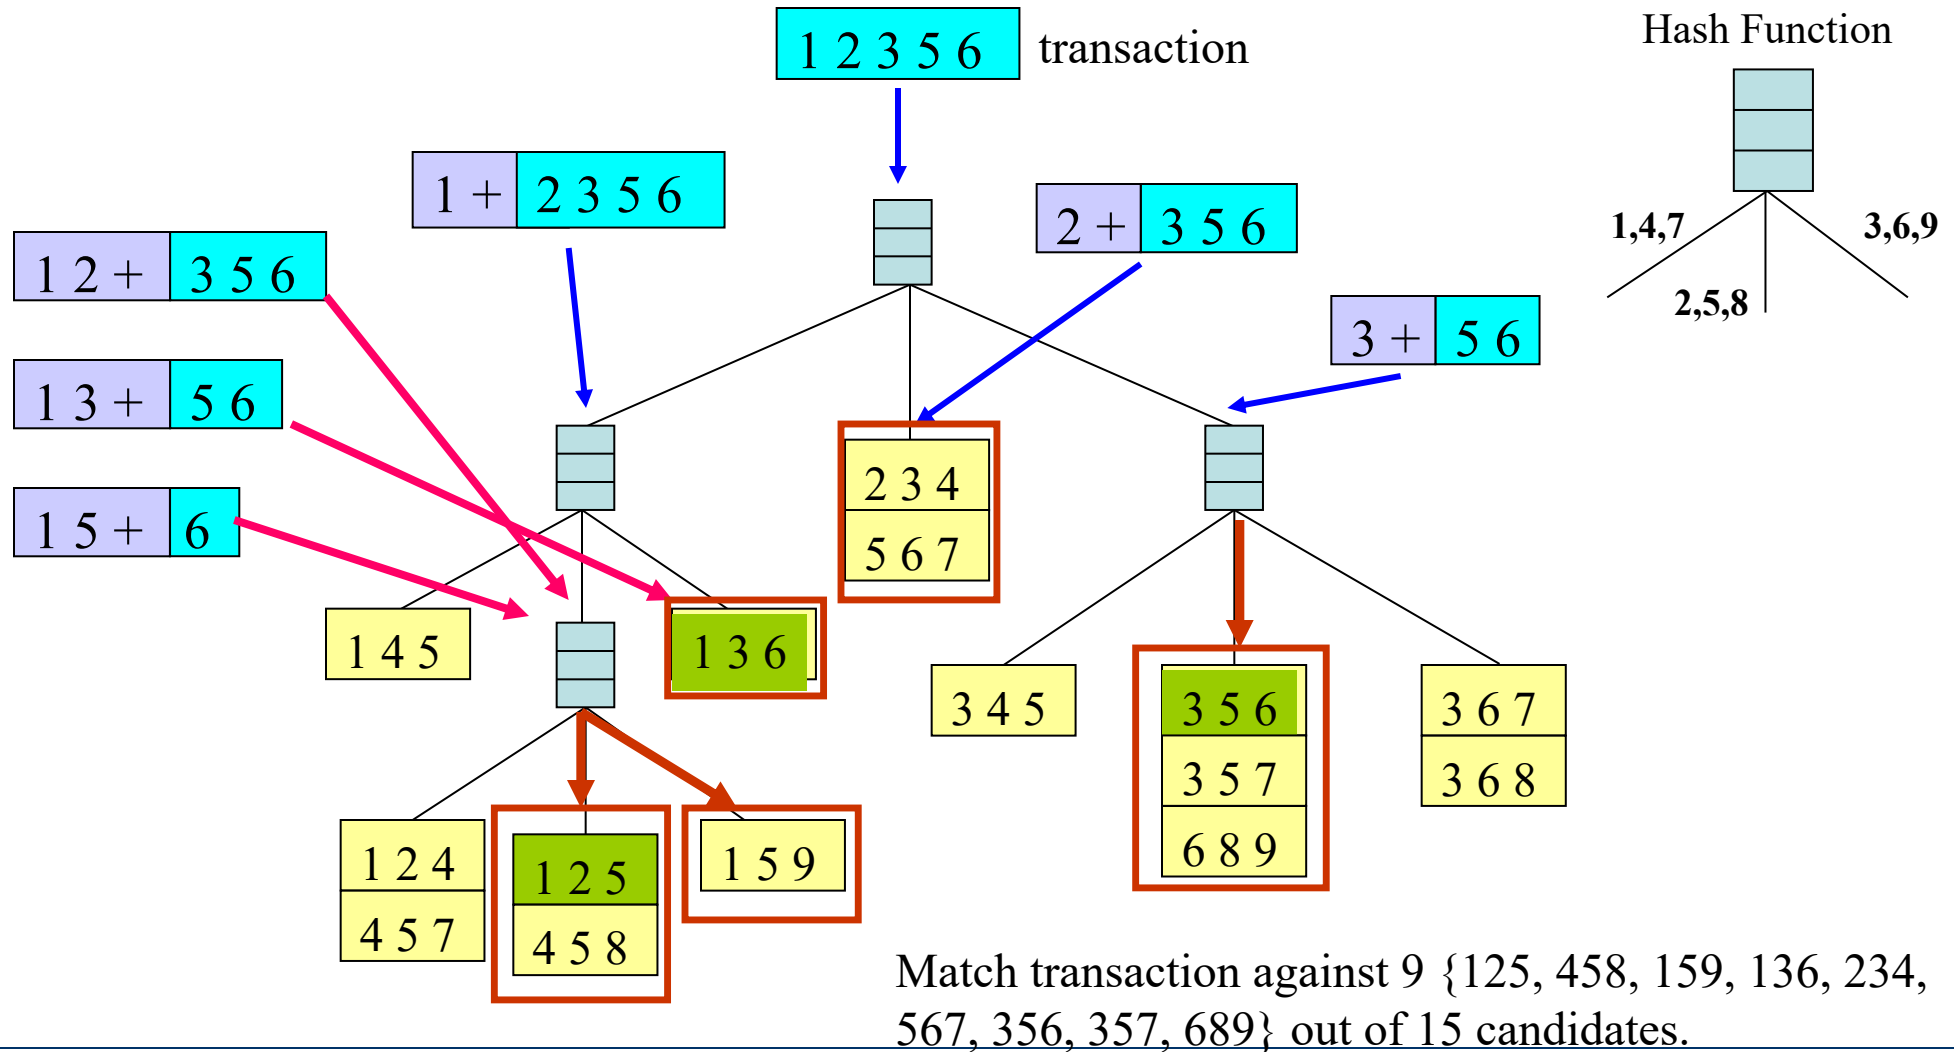 1 2 3 5 6 transaction
Hash Function
1 + 2 3 5 6
2 + 3 5 6
1,4,7
3,6,9
2,5,8
1 2 + 3 5 6
3 + 5 6
1 3 + 5 6
1 5 + 6
2 3 4
5 6 7
1 4 5
1 3 6
3 4 5
3 5 6
3 6 7
3 5 7
3 6 8
6 8 9
1 2 4
1 2 5
1 5 9
4 5 7
4 5 8
Match transaction against 9 {125, 458, 159, 136, 234,
567, 356, 357, 689} out of 15 candidates.